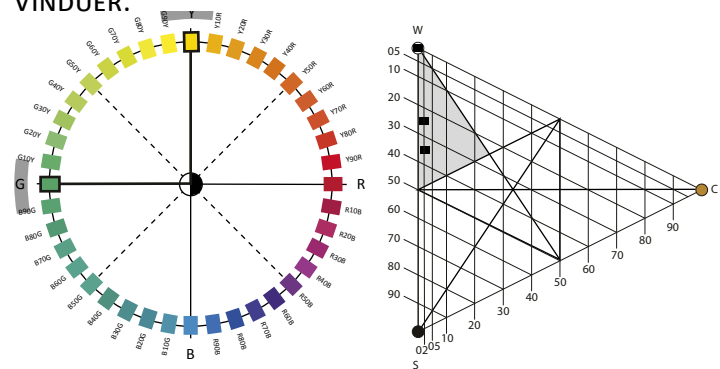 VINDUER:
Y
Y10R
Y20R
Y30R
Y40R
Y50R
Y60R
Y70R
Y80R
Y90R
R
R10B
R20B
R30B
R40B
R50B
R60B
R70B
R80B
R90B
B
B10G
B20G
B30G
B40G
B50G
B60G
B70G
B80G
B90G
G
G10Y
G20Y
G30Y
G40Y
G50Y
G60Y
G70Y
G80Y
G90Y
W
05
10
20
30
40
50
60
70
80
90
S
02
05
10
20
30
40
50
60
70
80
90
C